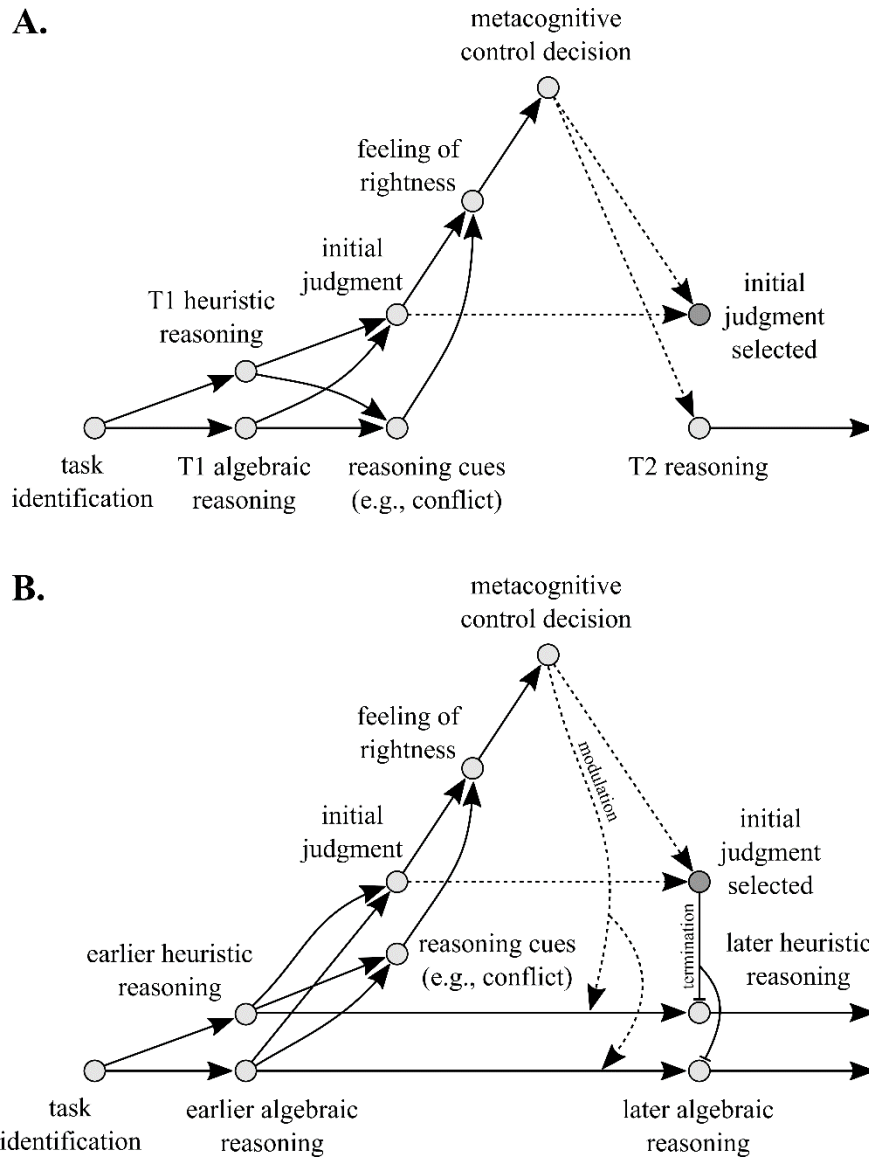 A.
metacognitive
control decision
feeling of
rightness
initial
judgment
T1 heuristic
reasoning
initial
judgment
selected
task
identification
T1 algebraic
reasoning
reasoning cues
(e.g., conflict)
T2 reasoning
B.
metacognitive
control decision
feeling of
rightness
modulation
initial
judgment
initial
judgment
selected
earlier heuristic
reasoning
reasoning cues
(e.g., conflict)
termination
later heuristic
reasoning
task
identification
earlier algebraic
reasoning
later algebraic
reasoning